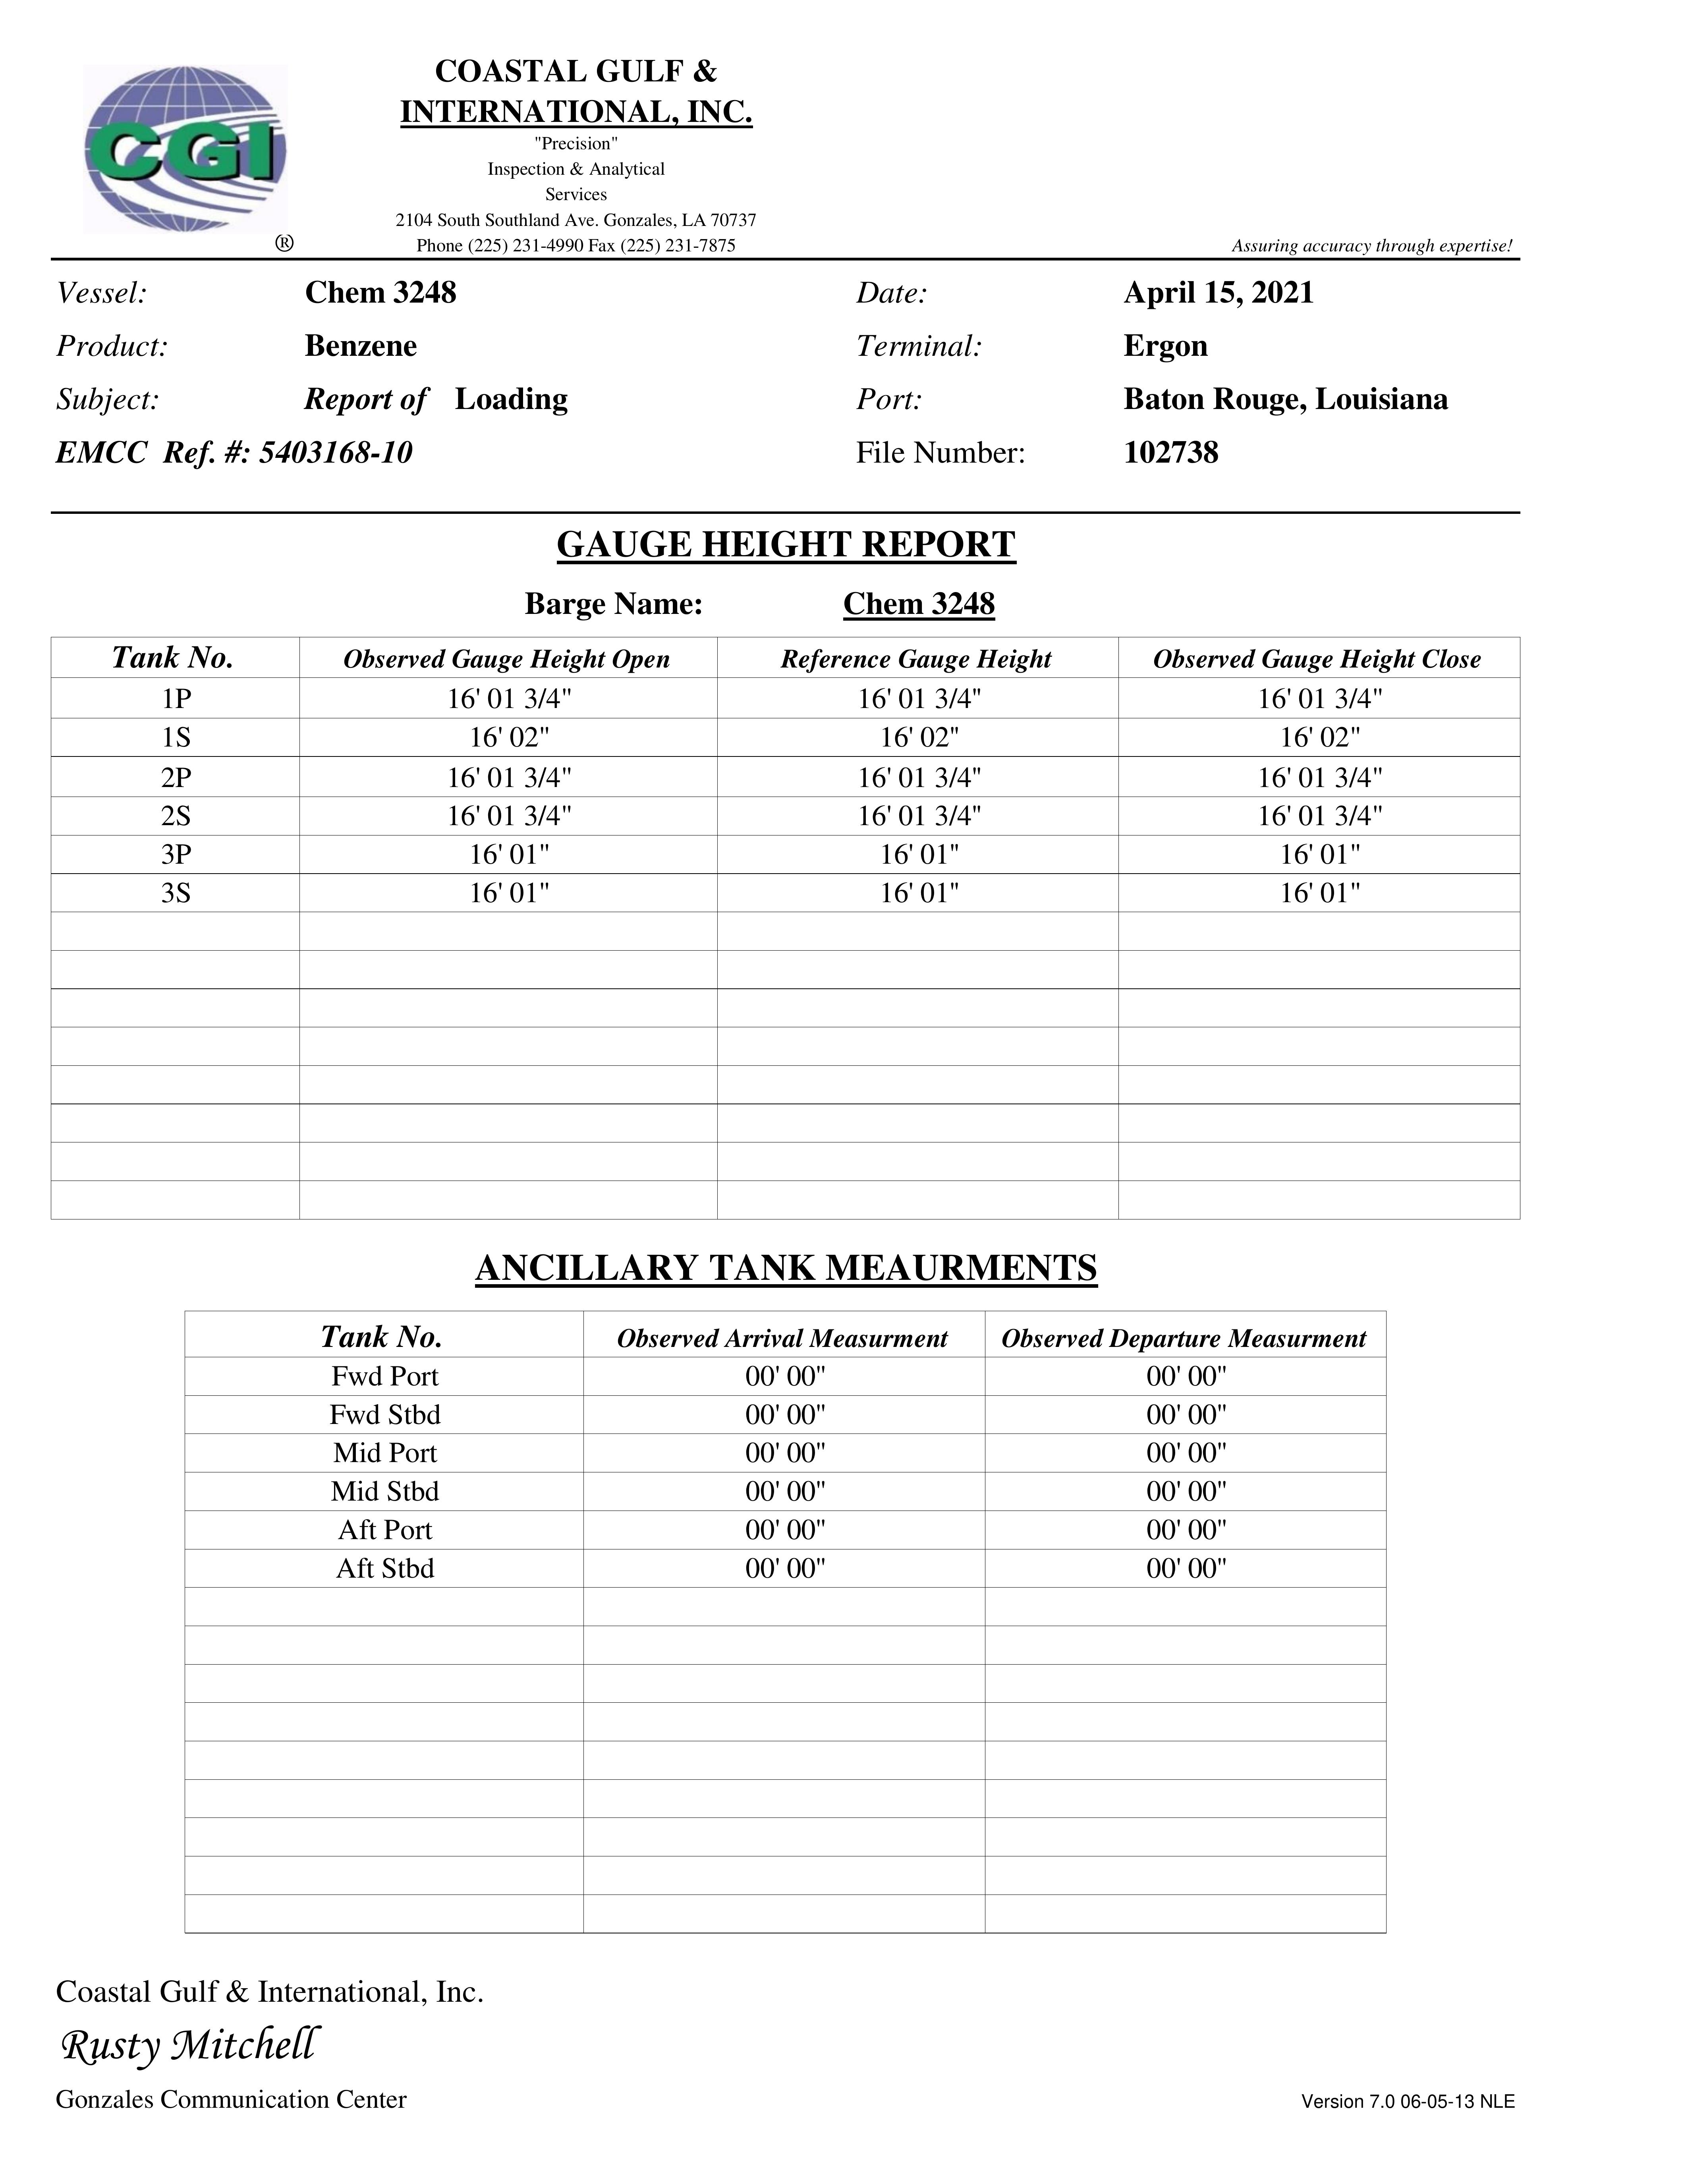 CGI
®
COASTAL GULF &
INTERNATIONAL, INC.
"Precision"
Inspection & Analytical
Services
2104 South Southland Ave. Gonzales, LA 70737
Phone (225) 231-4990 Fax (225) 231-7875
Assuring accuracy through expertise!
Vessel: Chem 3248 Date: April 15, 2021
Product: Benzene Terminal: Ergon
Subject: Report of Loading Port: Baton Rouge, Louisiana
EMCC Ref. #: 5403168-10 File Number: 102738
GAUGE HEIGHT REPORT
Barge Name: Chem 3248
Tank No. Observed Gauge Height Open Reference Gauge Height Observed Gauge Height Close
1P 16' 01 3/4" 16' 01 3/4" 16' 01 3/4"
1S 16' 02" 16' 02" 16' 02"
2P 16' 01 3/4" 16' 01 3/4" 16' 01 3/4"
2S 16' 01 3/4" 16' 01 3/4" 16' 01 3/4"
3P 16' 01" 16' 01" 16' 01"
3S 16' 01" 16' 01" 16' 01"
ANCILLARY TANK MEAURMENTS
Tank No. Observed Arrival Measurment Observed Departure Measurment
Fwd Port 00' 00" 00' 00"
Fwd Stbd 00' 00" 00' 00"
Mid Port 00' 00" 00' 00"
Mid Stbd 00' 00" 00' 00"
Aft Port 00' 00" 00' 00"
Aft Stbd 00' 00" 00' 00"
Coastal Gulf & International, Inc.
Rusty Mitchell
Gonzales Communication Center
Version 7.0 06-05-13 NLE